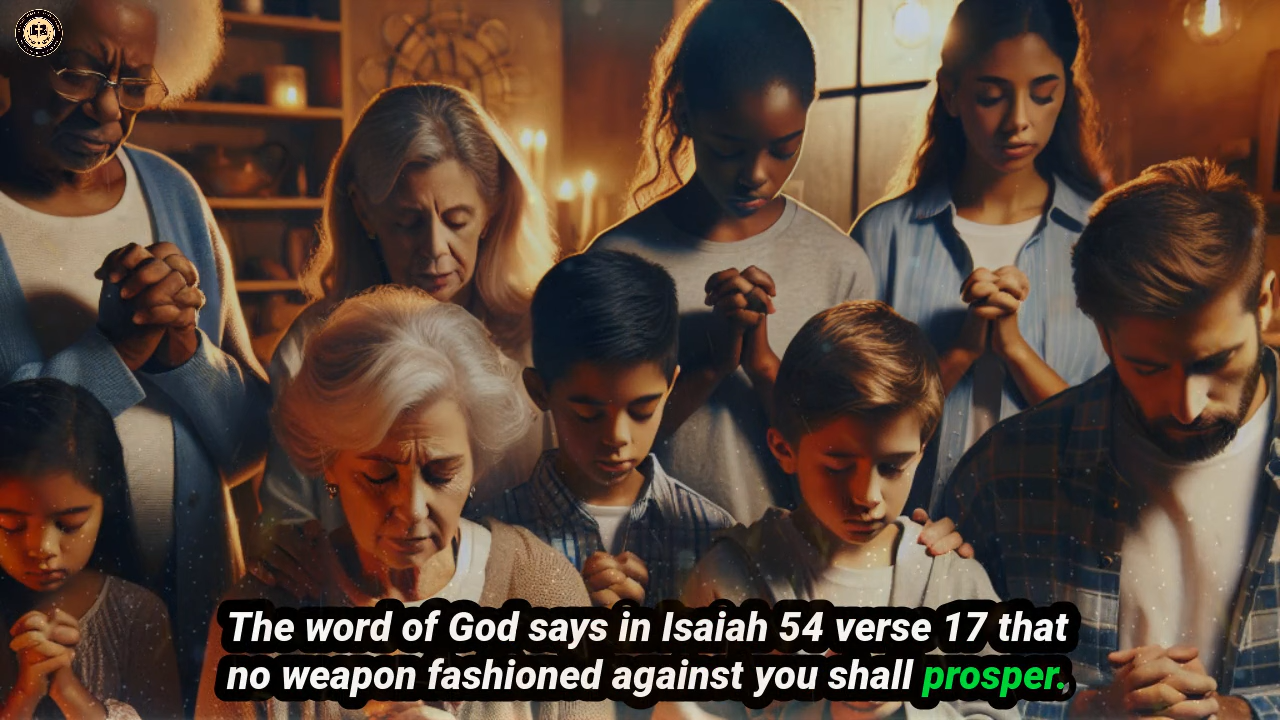 The word of God says in Isaiah 54 verse 17 that
no weapon fashioned against you shall prosper.